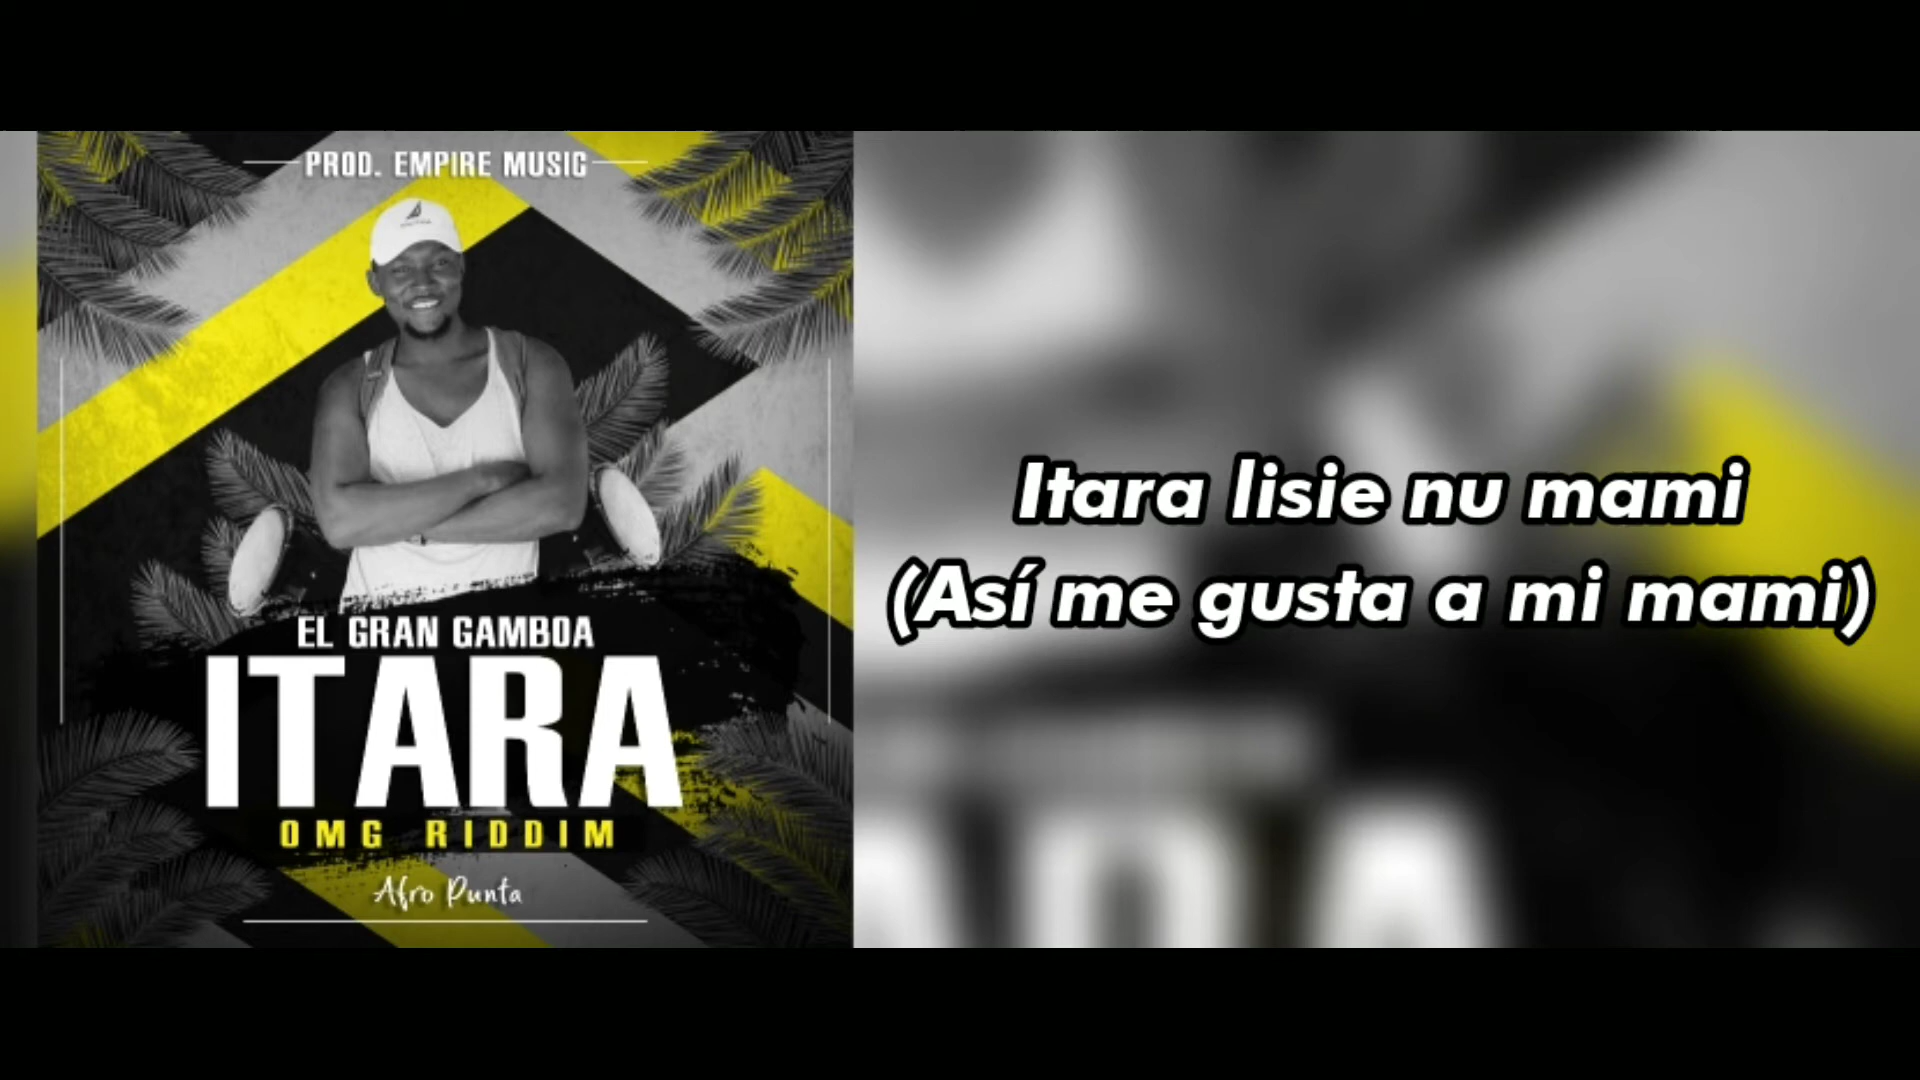 PROD. EMPIRE MUSIC
EL GRAN GAMBOA
ITARA
OMG RIDDIM
Afro Punta
Itara lisie nu mami
(Así me gusta a mi mami)